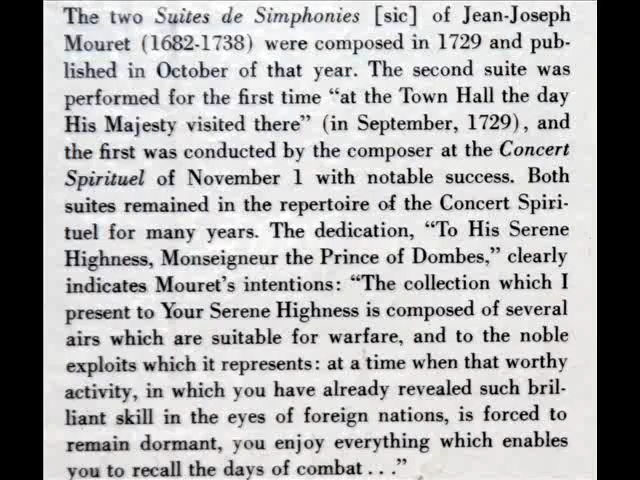 The two Suites de Simphonies [sic] of Jean-Joseph
Mouret (1682-1738) were composed in 1729 and pub-
lished in October of that year. The second suite was
performed for the first time “at the Town Hall the day
His Majesty visited there” (in September, 1729), and
the first was conducted by the composer at the Concert
Spirituel of November 1 with notable success. Both
suites remained in the repertoire of the Concert Spiri-
tuel for many years. The dedication, “To His Serene
Highness, Monseigneur the Prince of Dombes,” clearly
indicates Mouret’s intentions: “The collection which I
present to Your Serene Highness is composed of several
airs which are suitable for warfare, and to the noble
exploits which it represents: at a time when that worthy
activity, in which you have already revealed such bril-
liant skill in the eyes of foreign nations, is forced to
remain dormant, you enjoy everything which enables
you to recall the days of combat . . .”